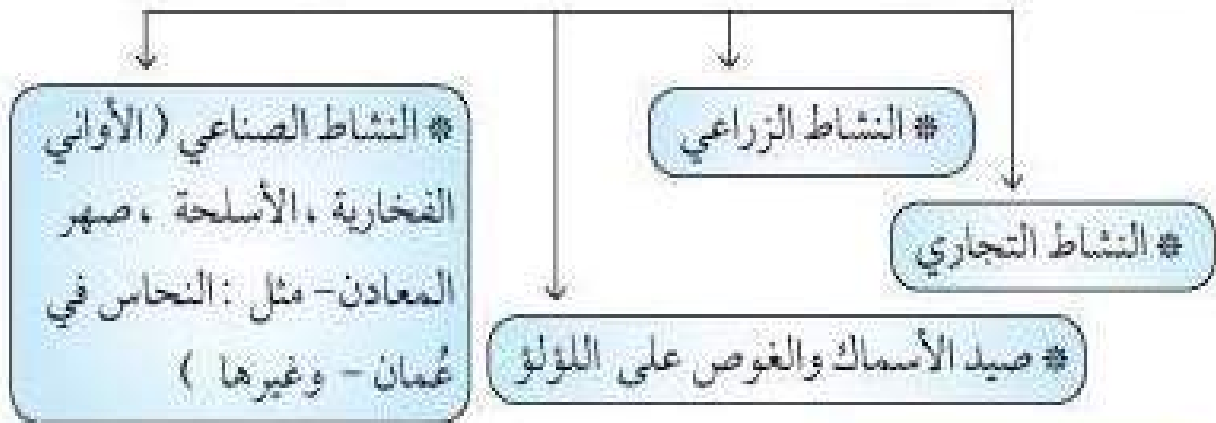 * النشاط التجاري
* النشاط الزراعي
* صيد الأسماك والغوص على اللؤلؤ
* النشاط الصناعي ( الأواني
الفخارية ، الأسلحة ، صهر
المعادن - مثل : النحاس في
عُمان - وغيرها )